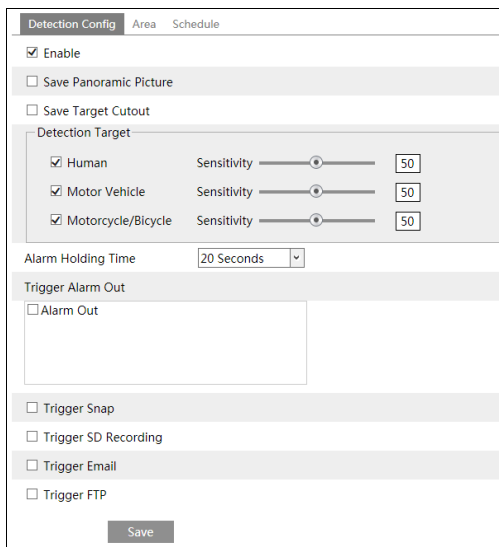 Detection Config Area Schedule
Enable
Save Panoramic Picture
Save Target Cutout
Detection Target
Human Sensitivity 50
Motor Vehicle Sensitivity 50
Motorcycle/Bicycle Sensitivity 50
Alarm Holding Time 20 Seconds
Trigger Alarm Out
Alarm Out
Trigger Snap
Trigger SD Recording
Trigger Email
Trigger FTP
Save